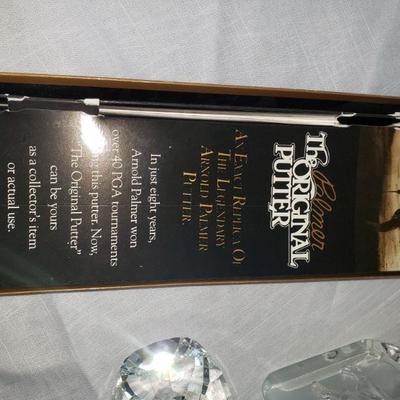 Palmer
The ORIGINAL
PUTTER
AN EXACT REPLICA OF
THE LEGENDARY
ARNOLD PALMER
PUTTER.
In just eight years,
Arnold Palmer won
over 40 PGA tournaments
this putter. Now,
"The Original Putter"
can be yours
as a collector's item
or actual use.